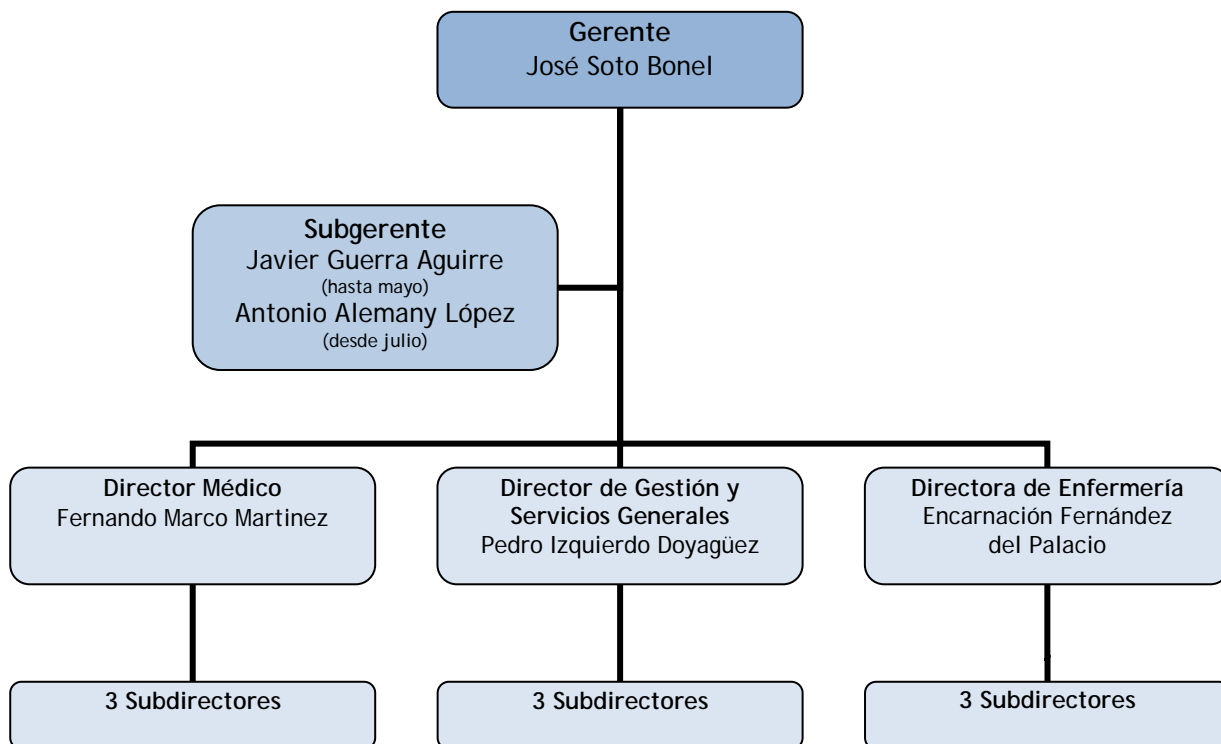 Gerente
José Soto Bonel
Subgerente
Javier Guerra Aguirre
(hasta mayo)
Antonio Alemany López
(desde julio)
Director Médico
Fernando Marco Martinez
Director de Gestión y
Servicios Generales
Pedro Izquierdo Doyagüez
Directora de Enfermería
Encarnación Fernández
del Palacio
3 Subdirectores
3 Subdirectores
3 Subdirectores